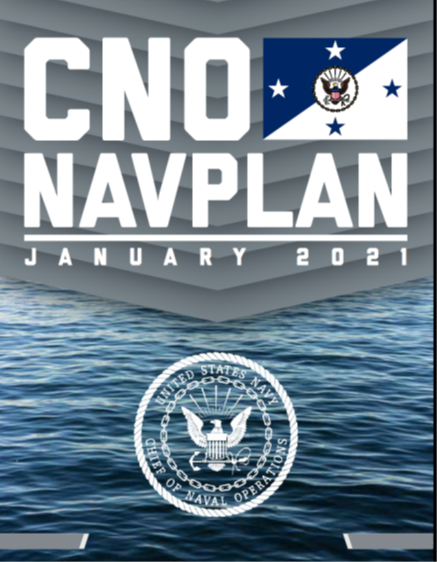 CNO
NAVPLAN
JANUARY 2021
UNITED STATES NAVY
CHIEF OF NAVAL OPERATIONS